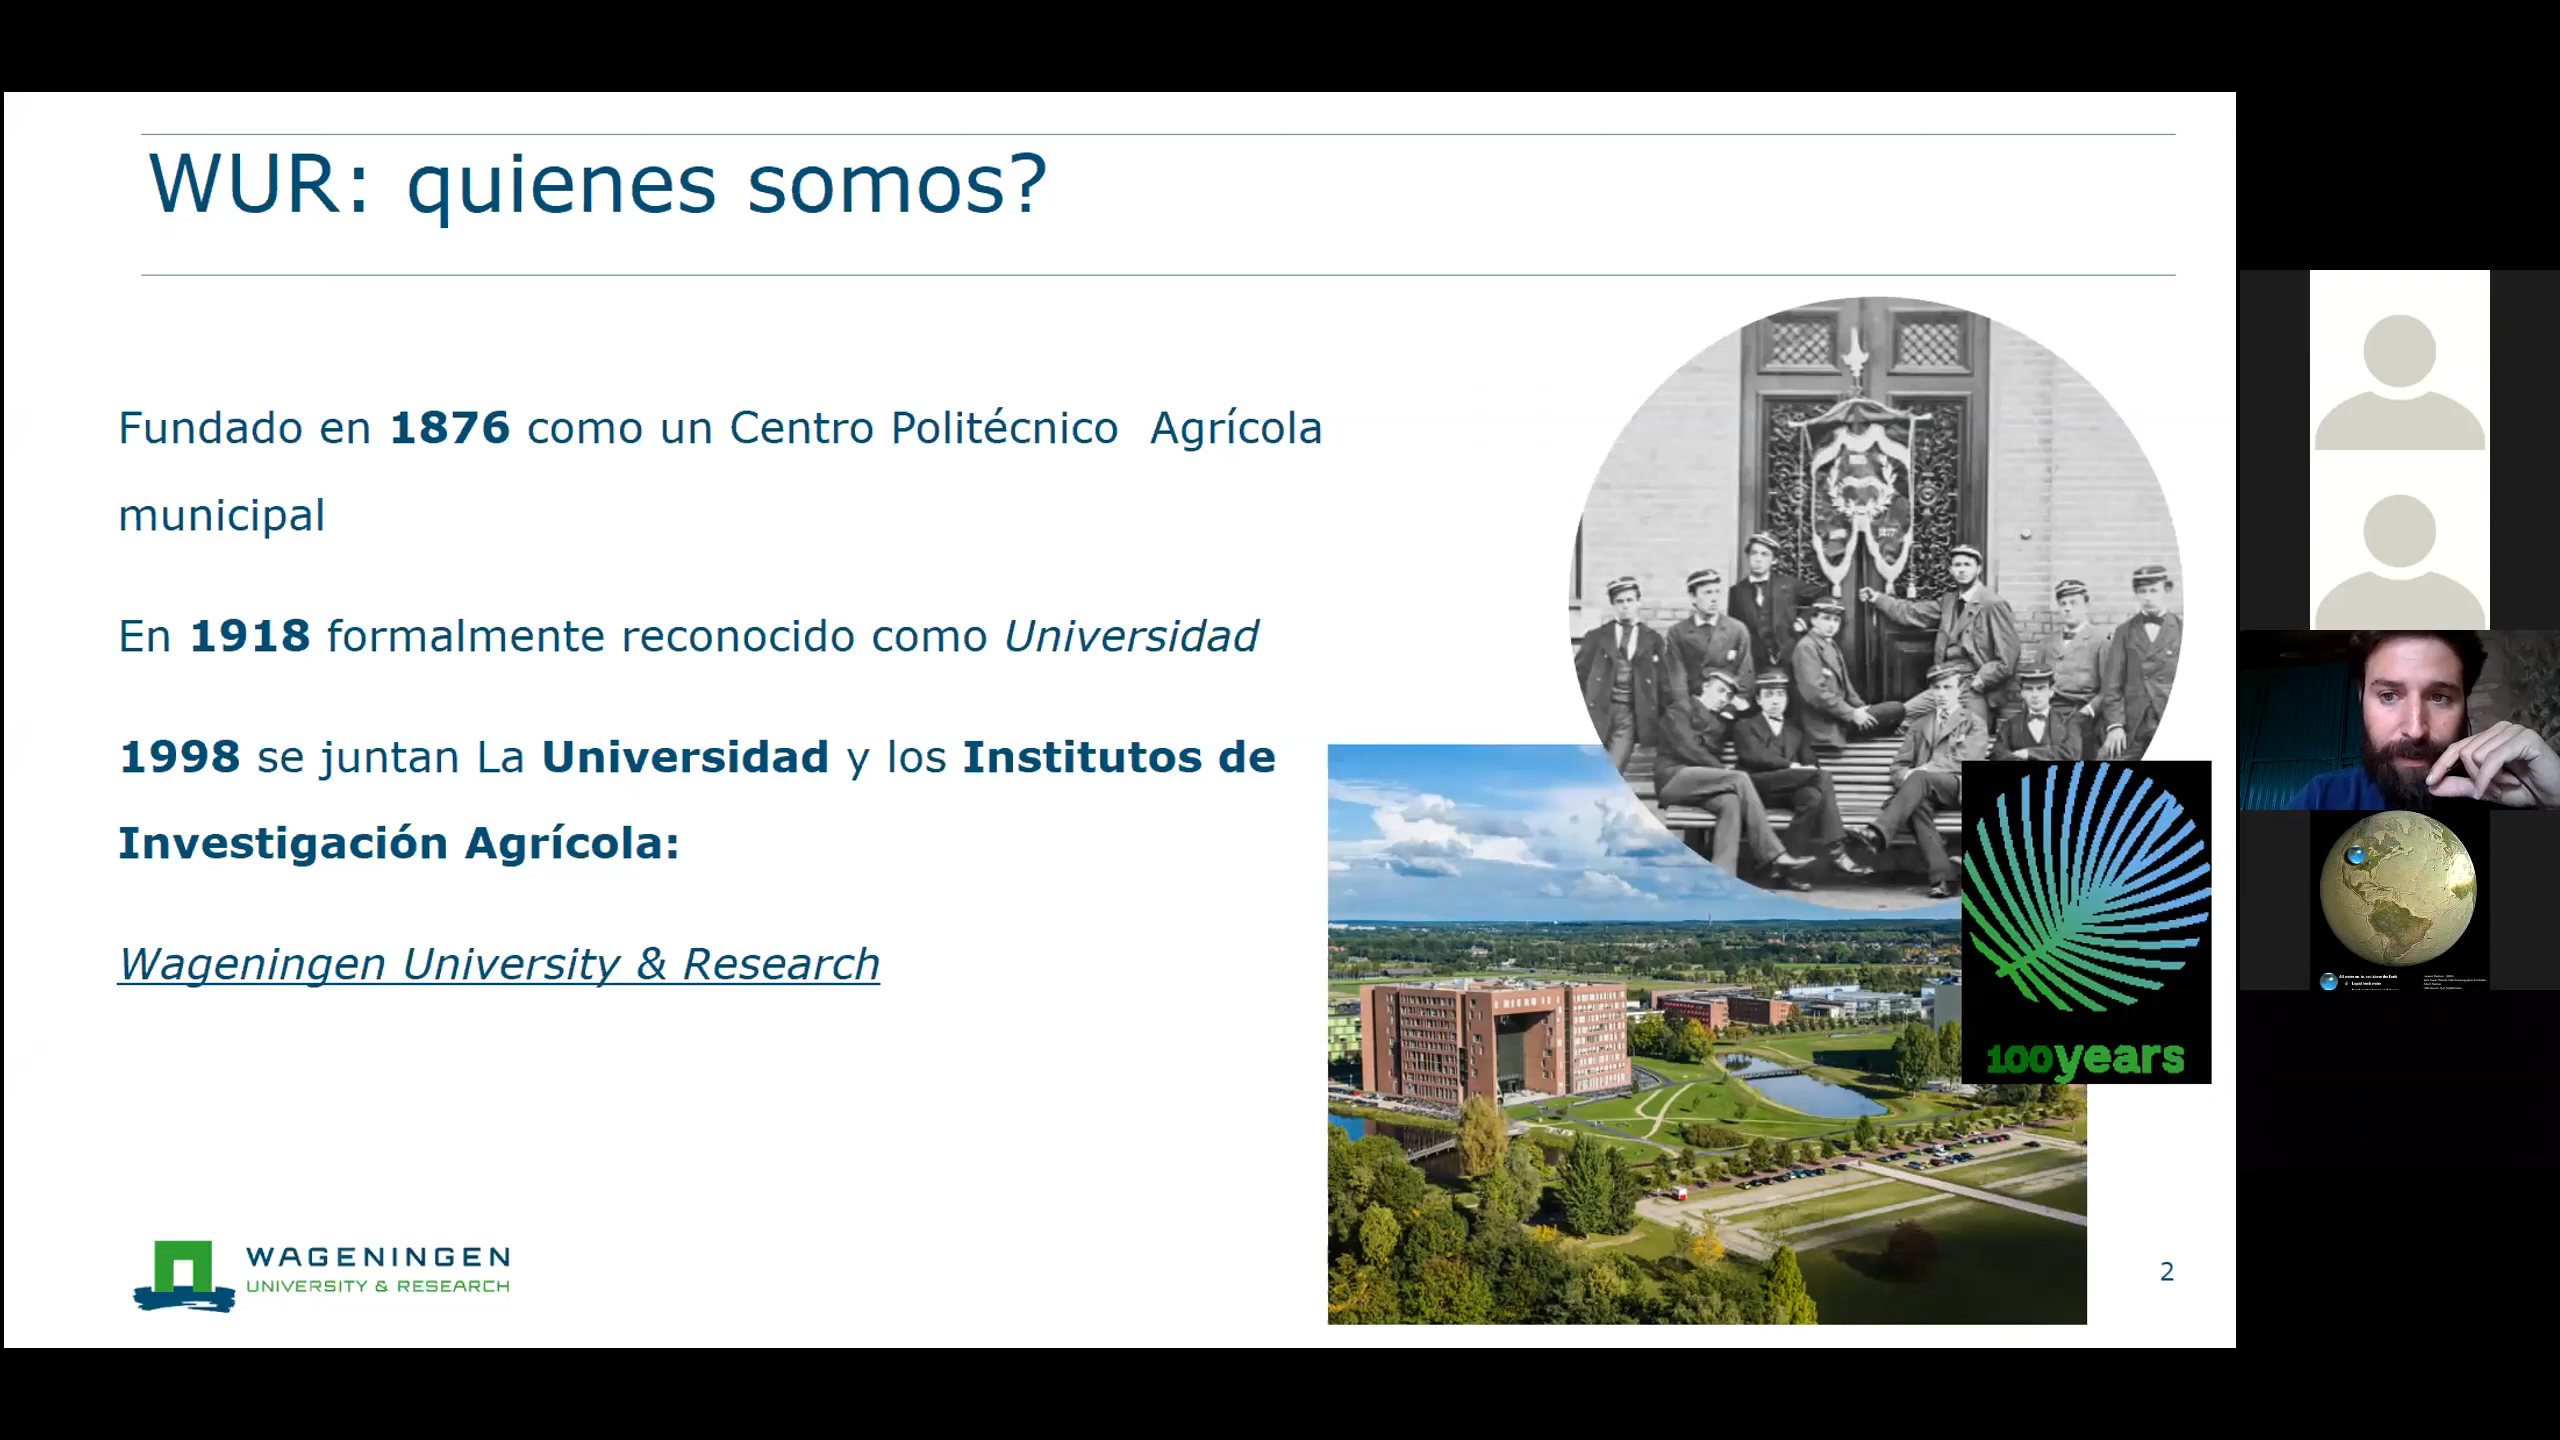 WUR: quienes somos?
Fundado en 1876 como un Centro Politécnico Agrícola
municipal
En 1918 formalmente reconocido como Universidad
1998 se juntan La Universidad y los Institutos de
Investigación Agrícola:
Wageningen University & Research
100years
WAGENINGEN
UNIVERSITY & RESEARCH
2